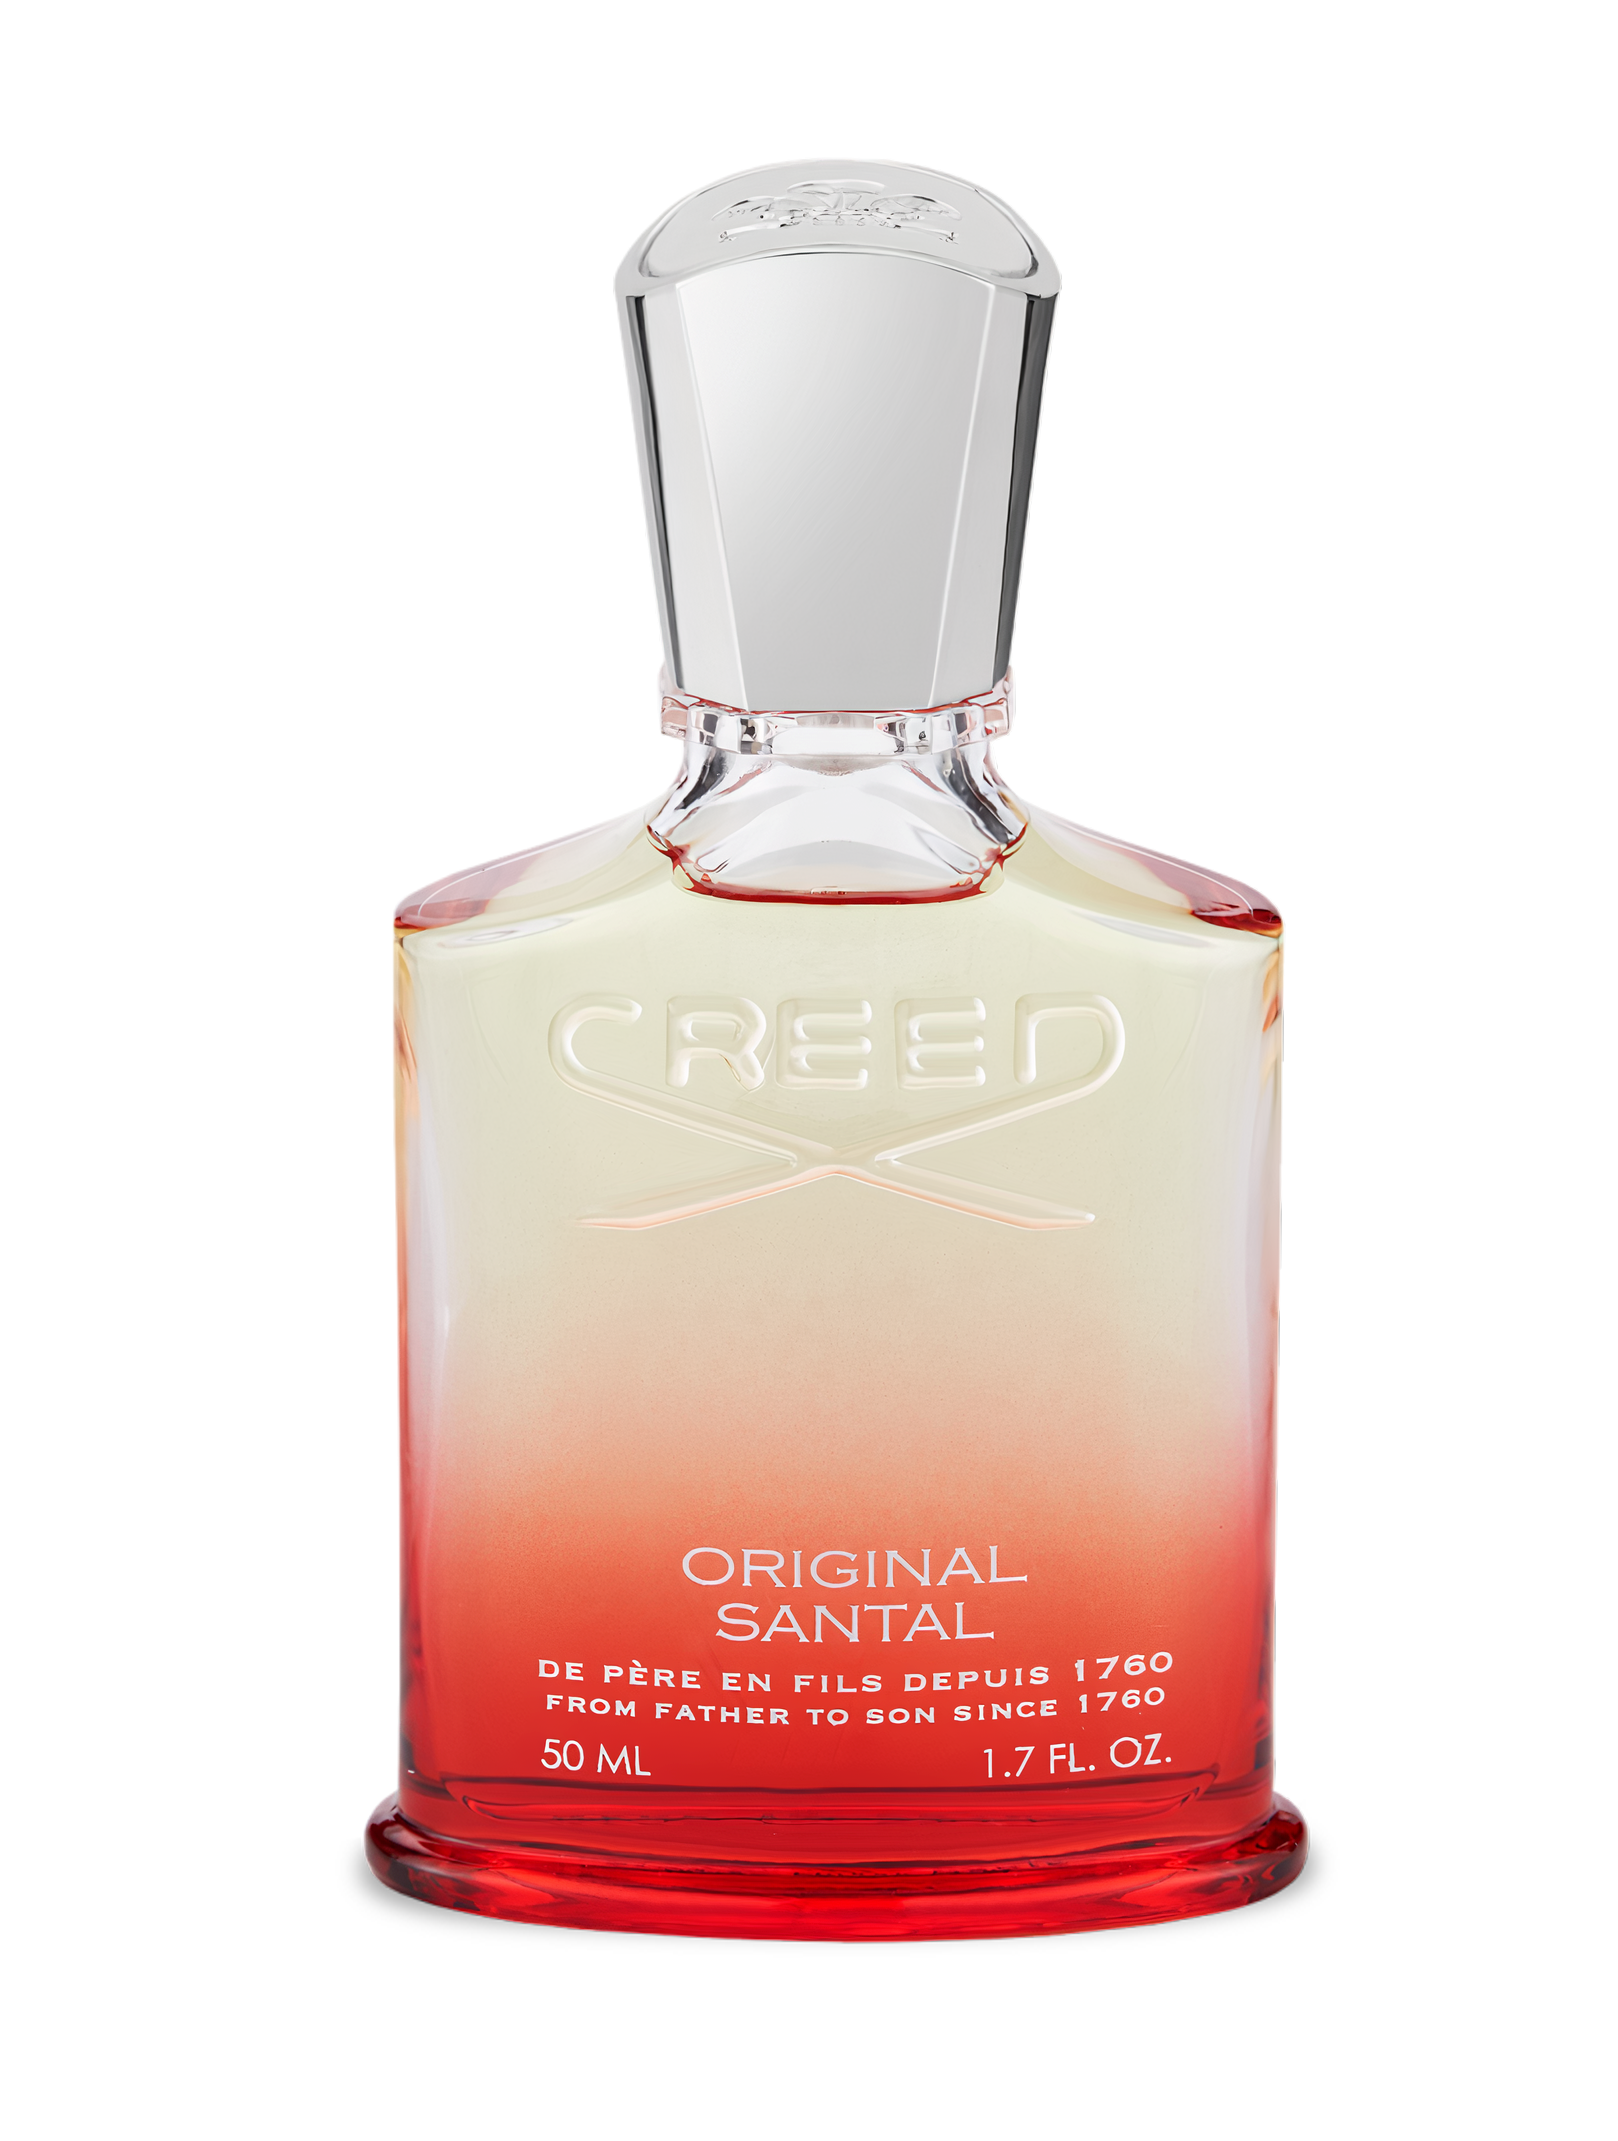 CREED
ORIGINAL
SANTAL
DE PÈRE EN FILS DEPUIS 1760
FROM FATHER TO SON SINCE 1760
50 ML 1.7 FL. OZ.